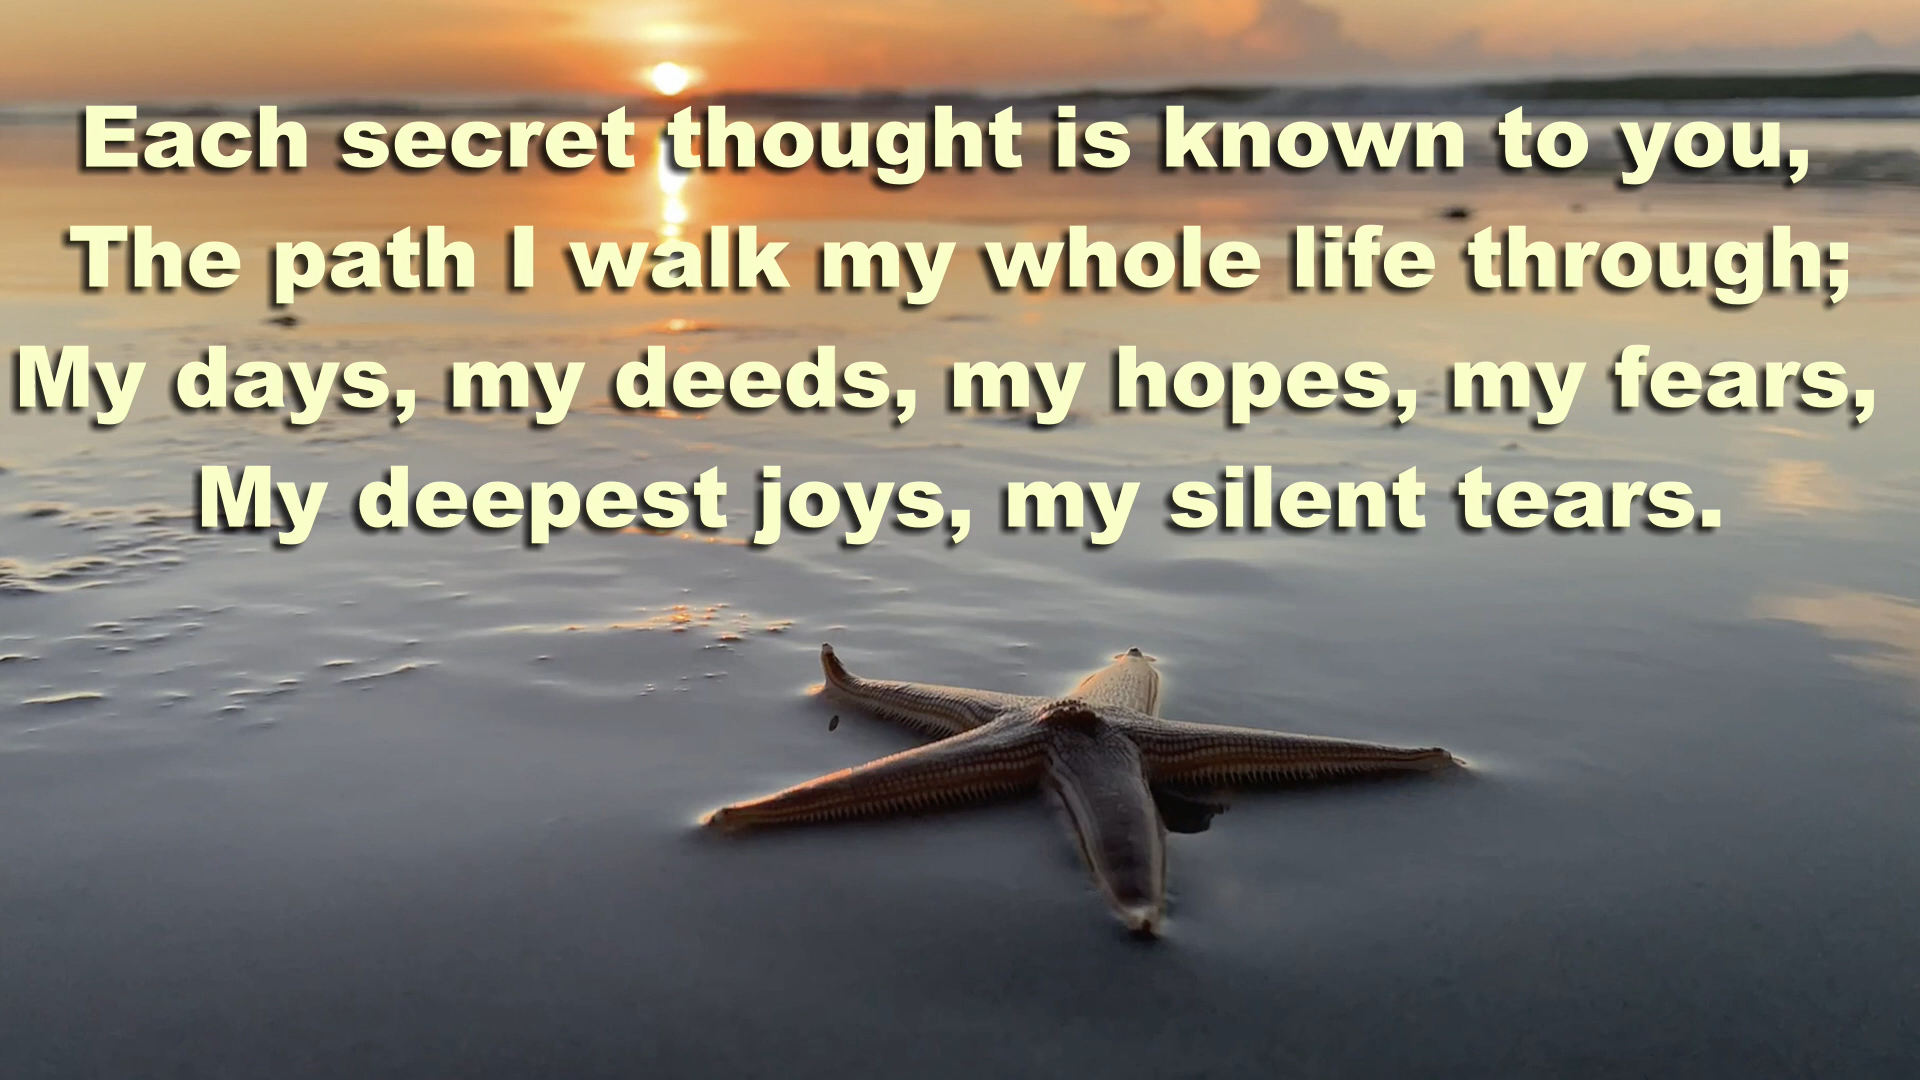 Each secret thought is known to you,
The path I walk my whole life through;
My days, my deeds, my hopes, my fears,
My deepest joys, my silent tears.